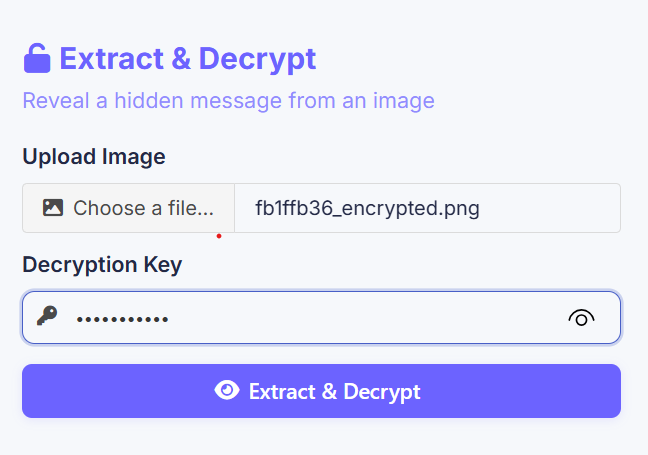 Extract & Decrypt
Reveal a hidden message from an image
Upload Image
Choose a file... fb1ffb36_encrypted.png
Decryption Key
•••••••••••
Extract & Decrypt